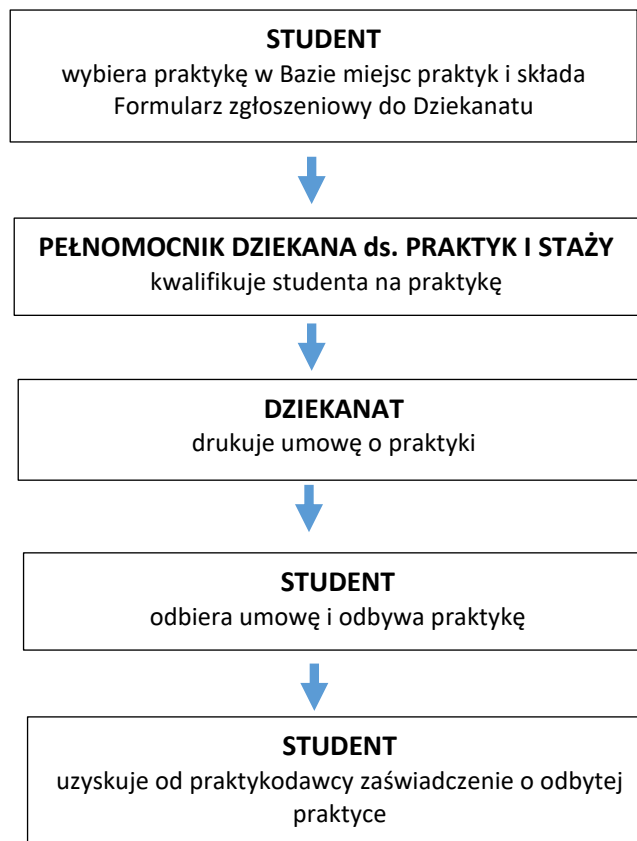 STUDENT
wybiera praktykę w Bazie miejsc praktyk i składa
Formularz zgłoszeniowy do Dziekanatu
PEŁNOMOCNIK DZIEKANA ds. PRAKTYK I STAŻY
kwalifikuje studenta na praktykę
DZIEKANAT
drukuje umowę o praktyki
STUDENT
odbiera umowę i odbywa praktykę
STUDENT
uzyskuje od praktykodawcy zaświadczenie o odbytej
praktyce